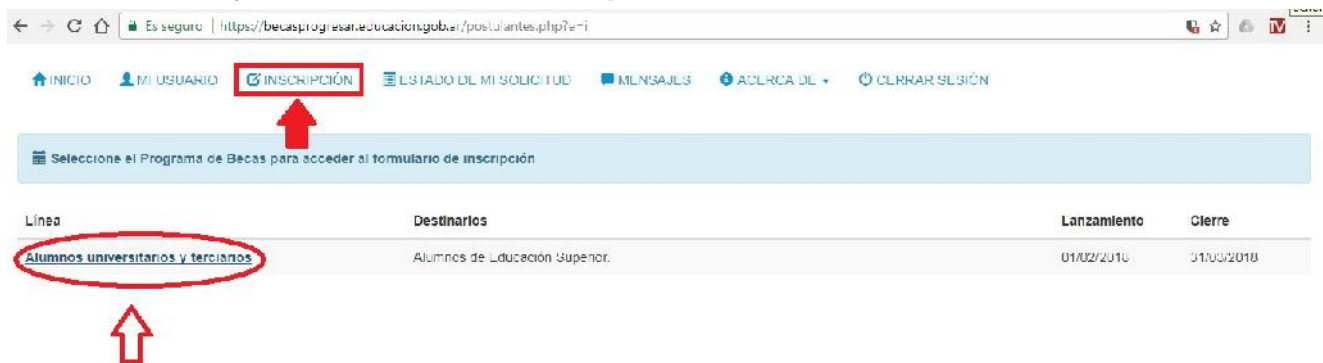 Es seguro | https://becasprogresar.educacion.gob.ar/postulantes.php?e=i
INICIO MI USUARIO INSCRIPCIÓN ESTADO DE MI SOLICITUD MENSAJES ACERCA DE CERRAR SESIÓN
Seleccione el Programa de Becas para acceder al formulario de inscripción
Línea Destinarios Lanzamiento Cierre
Alumnos universitarios y terciarios Alumnos de Educación Superior. 01/02/2018 31/03/2018